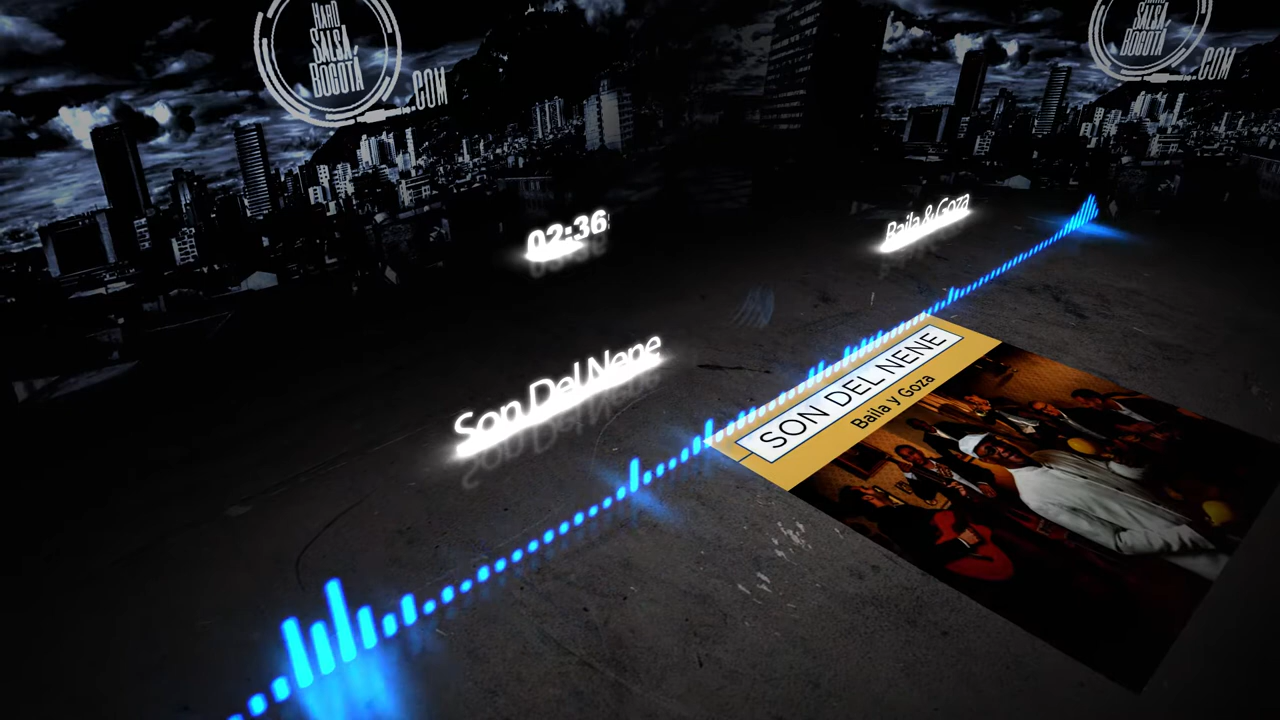 HARD
SALSA
BOGOTÁ
.COM
HARD
SALSA
BOGOTÁ
.COM
02:36
Baila & Goza
Son Del Nene
SON DEL NENE
Baila y Goza